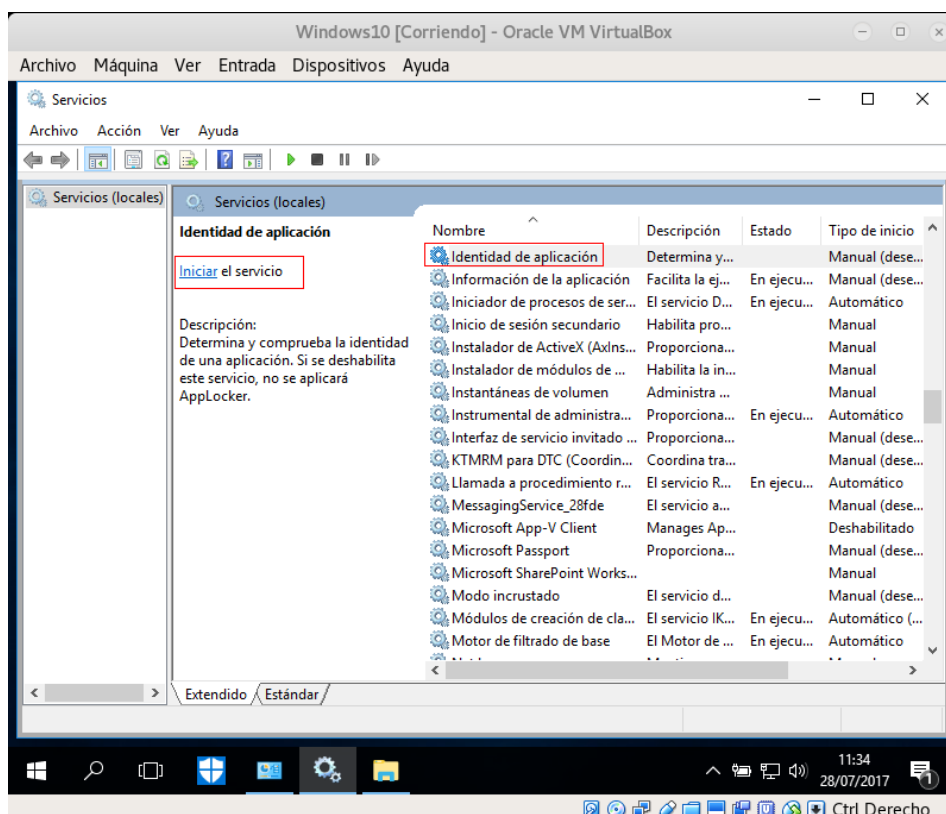 Windows10 [Corriendo] - Oracle VM VirtualBox
Archivo Máquina Ver Entrada Dispositivos Ayuda
Servicios
Archivo Acción Ver Ayuda
Servicios (locales)
Servicios (locales)
Identidad de aplicación
Iniciar el servicio
Descripción:
Determina y comprueba la identidad
de una aplicación. Si se deshabilita
este servicio, no se aplicará
AppLocker.
Nombre Descripción Estado Tipo de inicio
Identidad de aplicación Determina y... Manual (dese...
Información de la aplicación Facilita la ej... En ejecu... Manual (dese...
Iniciador de procesos de ser... El servicio D... En ejecu... Automático
Inicio de sesión secundario Habilita pro... Manual
Instalador de ActiveX (AxIns... Proporciona... Manual
Instalador de módulos de ... Habilita la in... Manual
Instantáneas de volumen Administra ... Manual
Instrumental de administra... Proporciona... En ejecu... Automático
Interfaz de servicio invitado ... Proporciona... Manual (dese...
KTMRM para DTC (Coordin... Coordina tra... Manual (dese...
Llamada a procedimiento r... El servicio R... En ejecu... Automático
MessagingService_28fde El servicio a... Manual (dese...
Microsoft App-V Client Manages Ap... Deshabilitado
Microsoft Passport Proporciona... Manual (dese...
Microsoft SharePoint Works... Manual
Modo incrustado El servicio d... Manual (dese...
Módulos de creación de cla... El servicio IK... En ejecu... Automático (...
Motor de filtrado de base El Motor de ... En ejecu... Automático
Extendido Estándar
11:34
28/07/2017
1
Ctrl Derecho